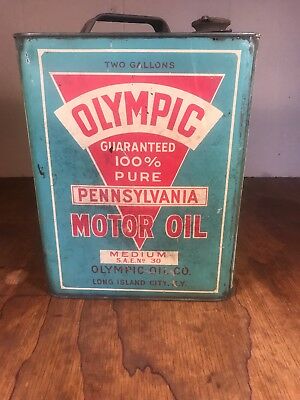 TWO GALLONS
OLYMPIC
GUARANTEED
100%
PURE
PENNSYLVANIA
MOTOR OIL
MEDIUM
S.A.E. No. 30
OLYMPIC OIL CO.
LONG ISLAND CITY, N.Y.